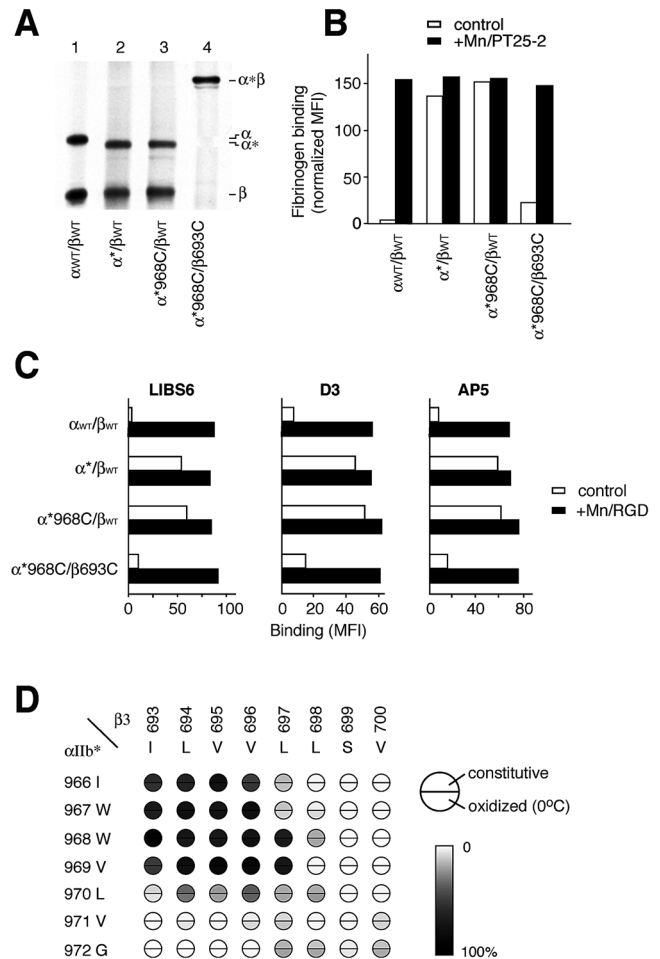 A
1 2 3 4
α*β
α
α*
β
αWT/βWT
α*/βWT
α*968C/βWT
α*968C/β693C
B
control
+Mn/PT25-2
Fibrinogen binding
(normalized MFI)
150
100
50
0
αWT/βWT
α*/βWT
α*968C/βWT
α*968C/β693C
C
LIBS6 D3 AP5
αWT/βWT
α*/βWT
α*968C/βWT
α*968C/β693C
control
+Mn/RGD
0 50 100 0 20 40 60 0 40 80
Binding (MFI)
D
β3 693 694 695 696 697 698 699 700
αIIb* I L V V L L S V
966 I
967 W
968 W
969 V
970 L
971 V
972 G
constitutive
oxidized (0ºC)
0
100%